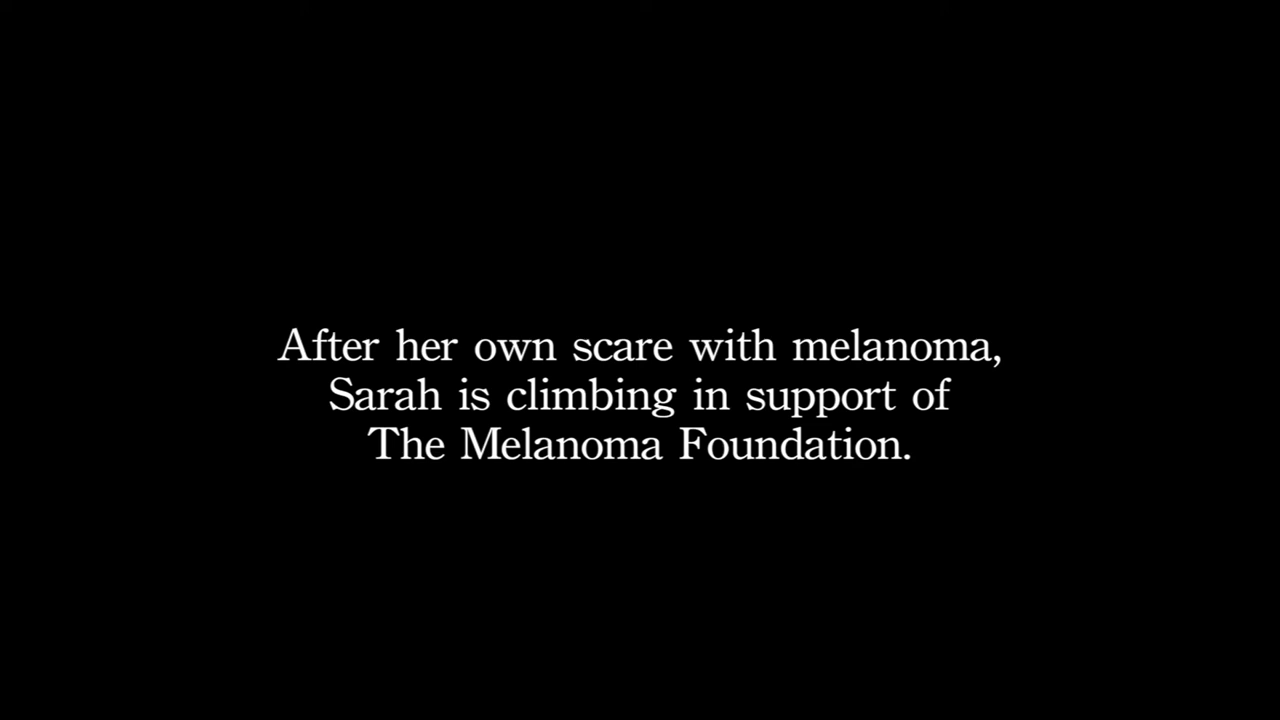 After her own scare with melanoma,
Sarah is climbing in support of
The Melanoma Foundation.